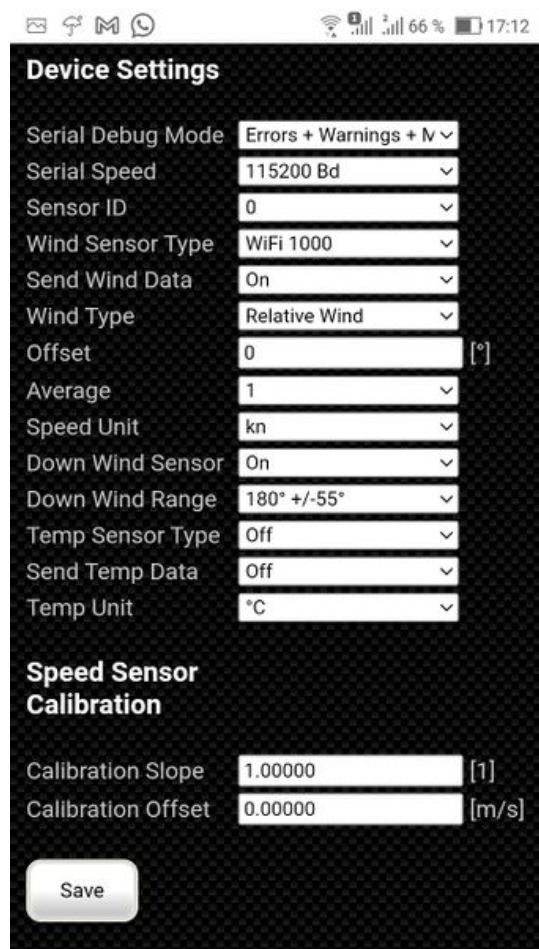 66 % 17:12
Device Settings
Serial Debug Mode Errors + Warnings + M
Serial Speed 115200 Bd
Sensor ID 0
Wind Sensor Type WiFi 1000
Send Wind Data On
Wind Type Relative Wind
Offset 0 [°]
Average 1
Speed Unit kn
Down Wind Sensor On
Down Wind Range 180° +/-55°
Temp Sensor Type Off
Send Temp Data Off
Temp Unit °C
Speed Sensor
Calibration
Calibration Slope 1.00000 [1]
Calibration Offset 0.00000 [m/s]
Save